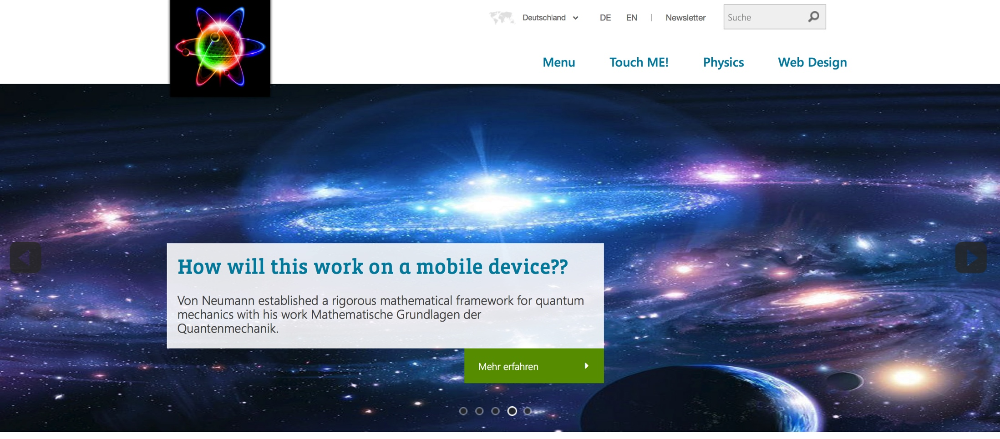 Deutschland DE EN | Newsletter Suche
Menu Touch ME! Physics Web Design
How will this work on a mobile device??
Von Neumann established a rigorous mathematical framework for quantum
mechanics with his work Mathematische Grundlagen der
Quantenmechanik.
Mehr erfahren